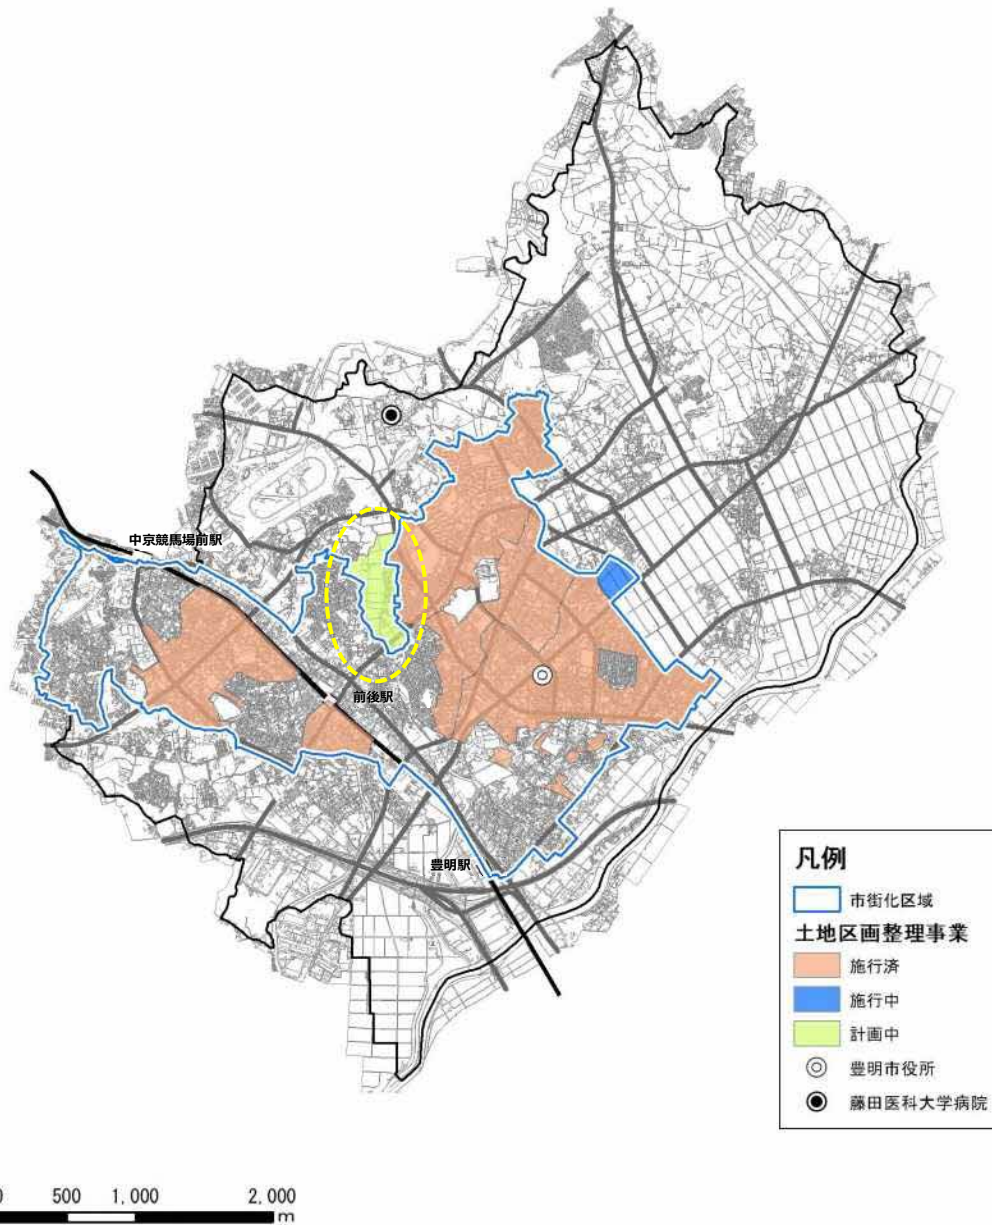 中京競馬場前駅
前後駅
豊明駅
凡例
市街化区域
土地区画整理事業
施行済
施行中
計画中
豊明市役所
藤田医科大学病院
0 500 1,000 2,000
m